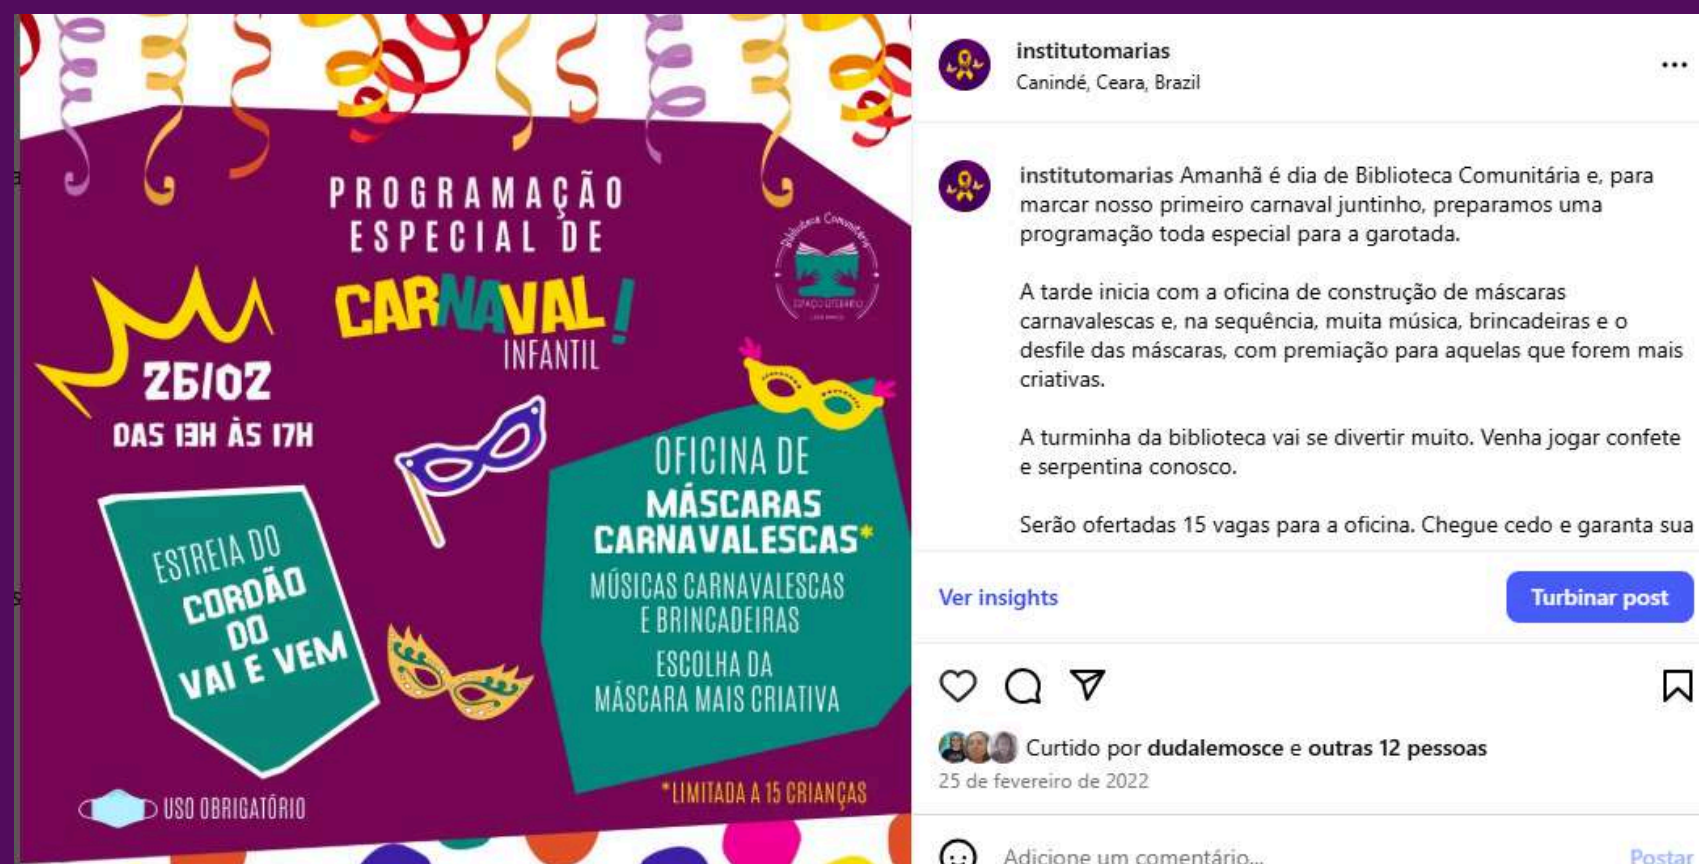 PROGRAMAÇÃO
ESPECIAL DE
CARNAVAL!
INFANTIL
Biblioteca Comunitária
ESPAÇO LITERÁRIO
26/02
DAS 13H ÀS 17H
ESTREIA DO
CORDÃO
DO
VAI E VEM
OFICINA DE
MÁSCARAS
CARNAVALESCAS*
MÚSICAS CARNAVALESCAS
E BRINCADEIRAS
ESCOLHA DA
MÁSCARA MAIS CRIATIVA
*LIMITADA A 15 CRIANÇAS
USO OBRIGATÓRIO
institutomarias
Canindé, Ceara, Brazil
institutomarias Amanhã é dia de Biblioteca Comunitária e, para
marcar nosso primeiro carnaval juntinho, preparamos uma
programação toda especial para a garotada.
A tarde inicia com a oficina de construção de máscaras
carnavalescas e, na sequência, muita música, brincadeiras e o
desfile das máscaras, com premiação para aquelas que forem mais
criativas.
A turminha da biblioteca vai se divertir muito. Venha jogar confete
e serpentina conosco.
Serão ofertadas 15 vagas para a oficina. Chegue cedo e garanta sua
Ver insights
Turbinar post
Curtido por dudalemosce e outras 12 pessoas
25 de fevereiro de 2022
Adicione um comentário...
Postar